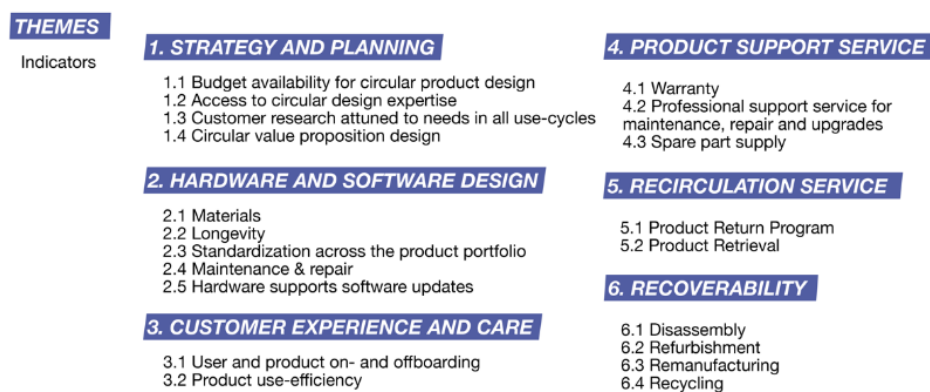 THEMES
Indicators
1. STRATEGY AND PLANNING
1.1 Budget availability for circular product design
1.2 Access to circular design expertise
1.3 Customer research attuned to needs in all use-cycles
1.4 Circular value proposition design
2. HARDWARE AND SOFTWARE DESIGN
2.1 Materials
2.2 Longevity
2.3 Standardization across the product portfolio
2.4 Maintenance & repair
2.5 Hardware supports software updates
3. CUSTOMER EXPERIENCE AND CARE
3.1 User and product on- and offboarding
3.2 Product use-efficiency
4. PRODUCT SUPPORT SERVICE
4.1 Warranty
4.2 Professional support service for
maintenance, repair and upgrades
4.3 Spare part supply
5. RECIRCULATION SERVICE
5.1 Product Return Program
5.2 Product Retrieval
6. RECOVERABILITY
6.1 Disassembly
6.2 Refurbishment
6.3 Remanufacturing
6.4 Recycling